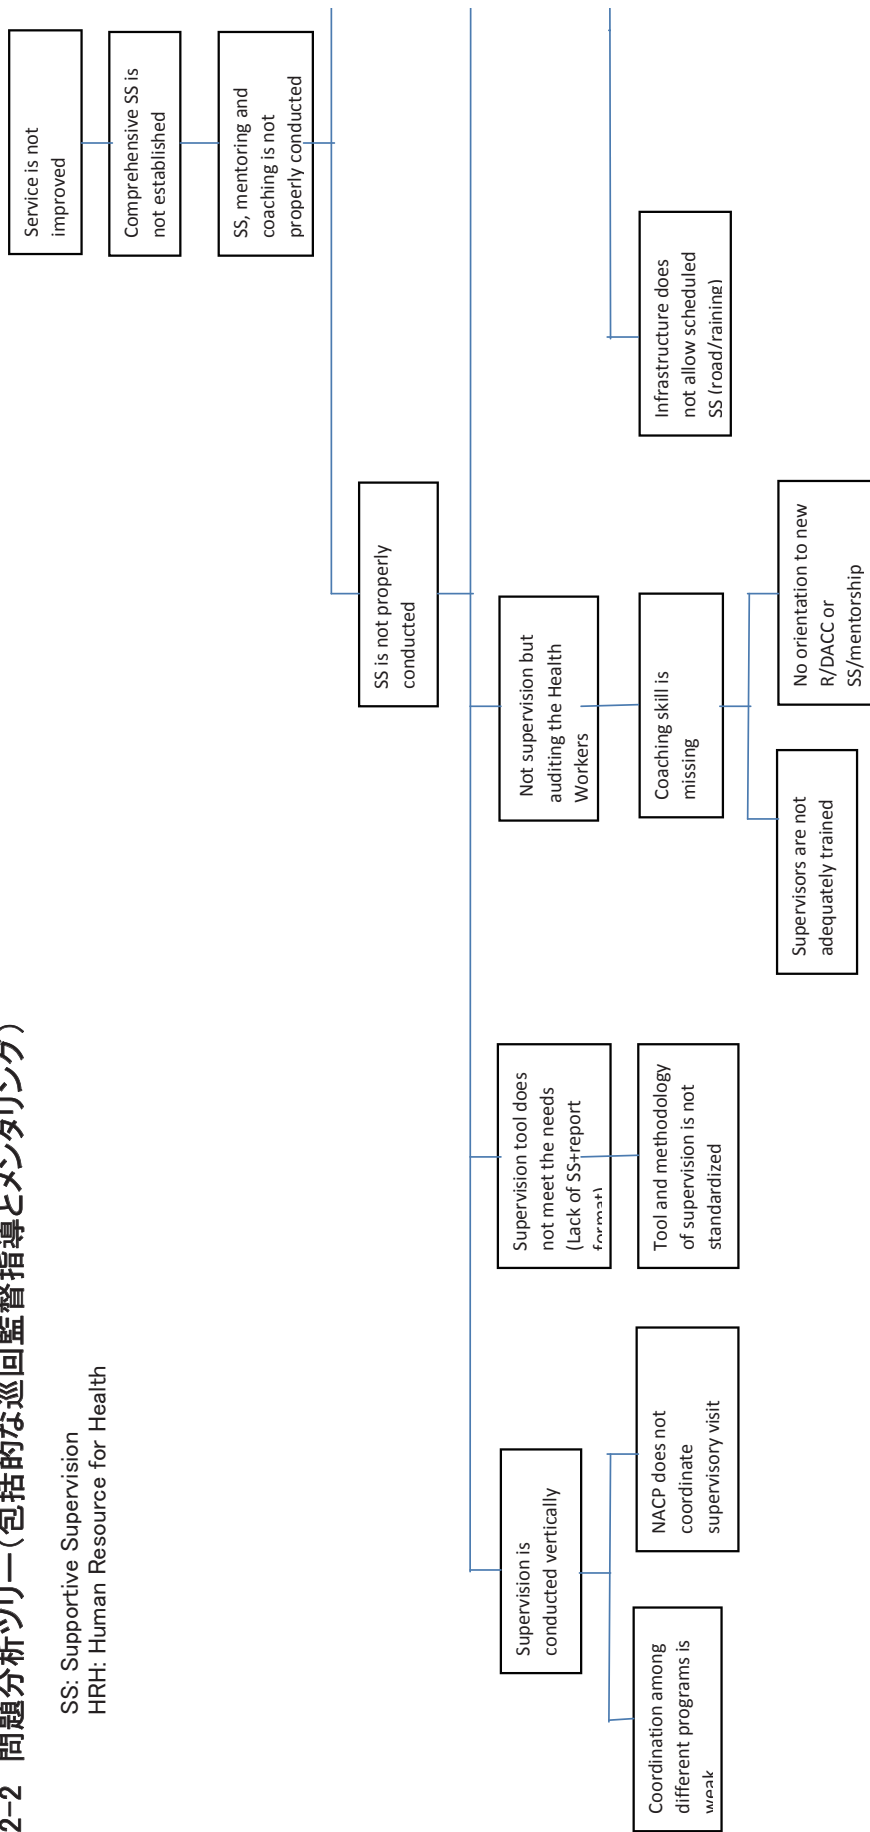 2-2 問題分析ツリー（包括的な巡回監督指導とメンタリング）
SS: Supportive Supervision
HRH: Human Resource for Health
Service is not
improved
Comprehensive SS is
not established
SS, mentoring and
coaching is not
properly conducted
SS is not properly
conducted
Supervision is
conducted vertically
Supervision tool does
not meet the needs
(Lack of SS+report
format)
Not supervision but
auditing the Health
Workers
Coordination among
different programs is
weak
NACP does not
coordinate
supervisory visit
Tool and methodology
of supervision is not
standardized
Coaching skill is
missing
Infrastructure does
not allow scheduled
SS (road/raining)
Supervisors are not
adequately trained
No orientation to new
R/DACC or
SS/mentorship